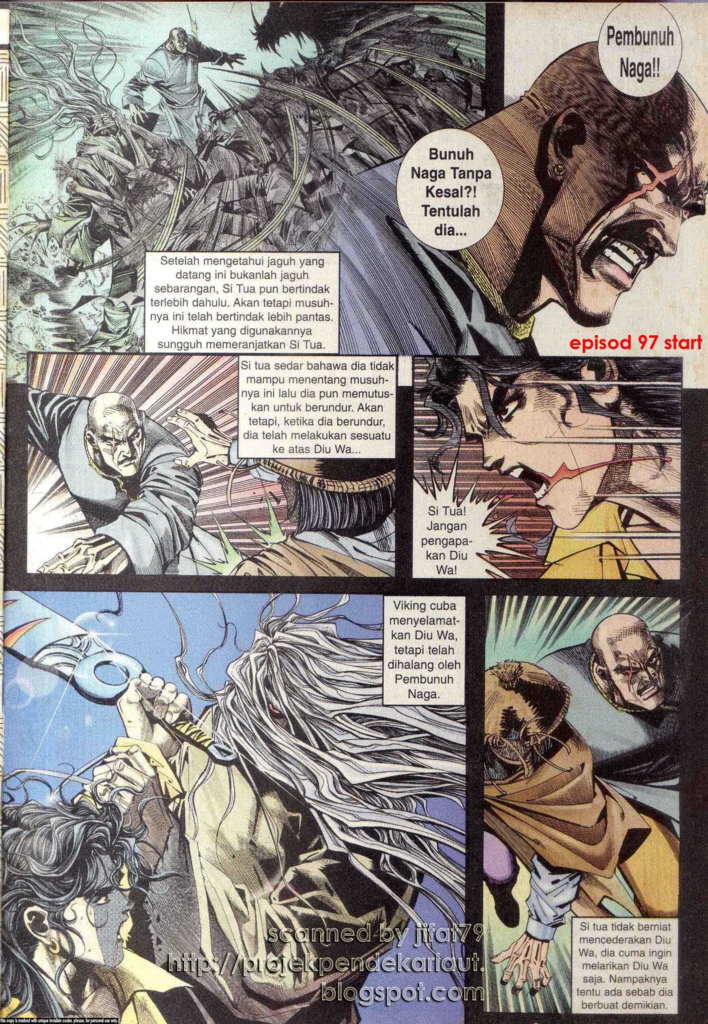 Pembunuh
Naga!!
Bunuh
Naga Tanpa
Kesal?!
Tentulah
dia...
Setelah mengetahui jaguh yang
datang ini bukanlah jaguh
sebarangan, Si Tua pun bertindak
terlebih dahulu. Akan tetapi musuh-
nya ini telah bertindak lebih pantas.
Hikmat yang digunakannya
sungguh memeranjatkan Si Tua.
episod 97 start
Si tua sedar bahawa dia tidak
mampu menentang musuh-
nya ini lalu dia pun memutus-
kan untuk berundur. Akan
tetapi, ketika dia berundur,
dia telah melakukan sesuatu
ke atas Diu Wa...
Si Tua!
Jangan
pengapa-
kan Diu
Wa!
Viking cuba
menyelamat-
kan Diu Wa,
tetapi telah
dihalang oleh
Pembunuh
Naga.
Si tua tidak berniat
mencederakan Diu
Wa, dia cuma ingin
melarikan Diu Wa
saja. Nampaknya
tentu ada sebab dia
berbuat demikian.
scanned by jifai79
http://projekpendekarlaut.
blogspot.com